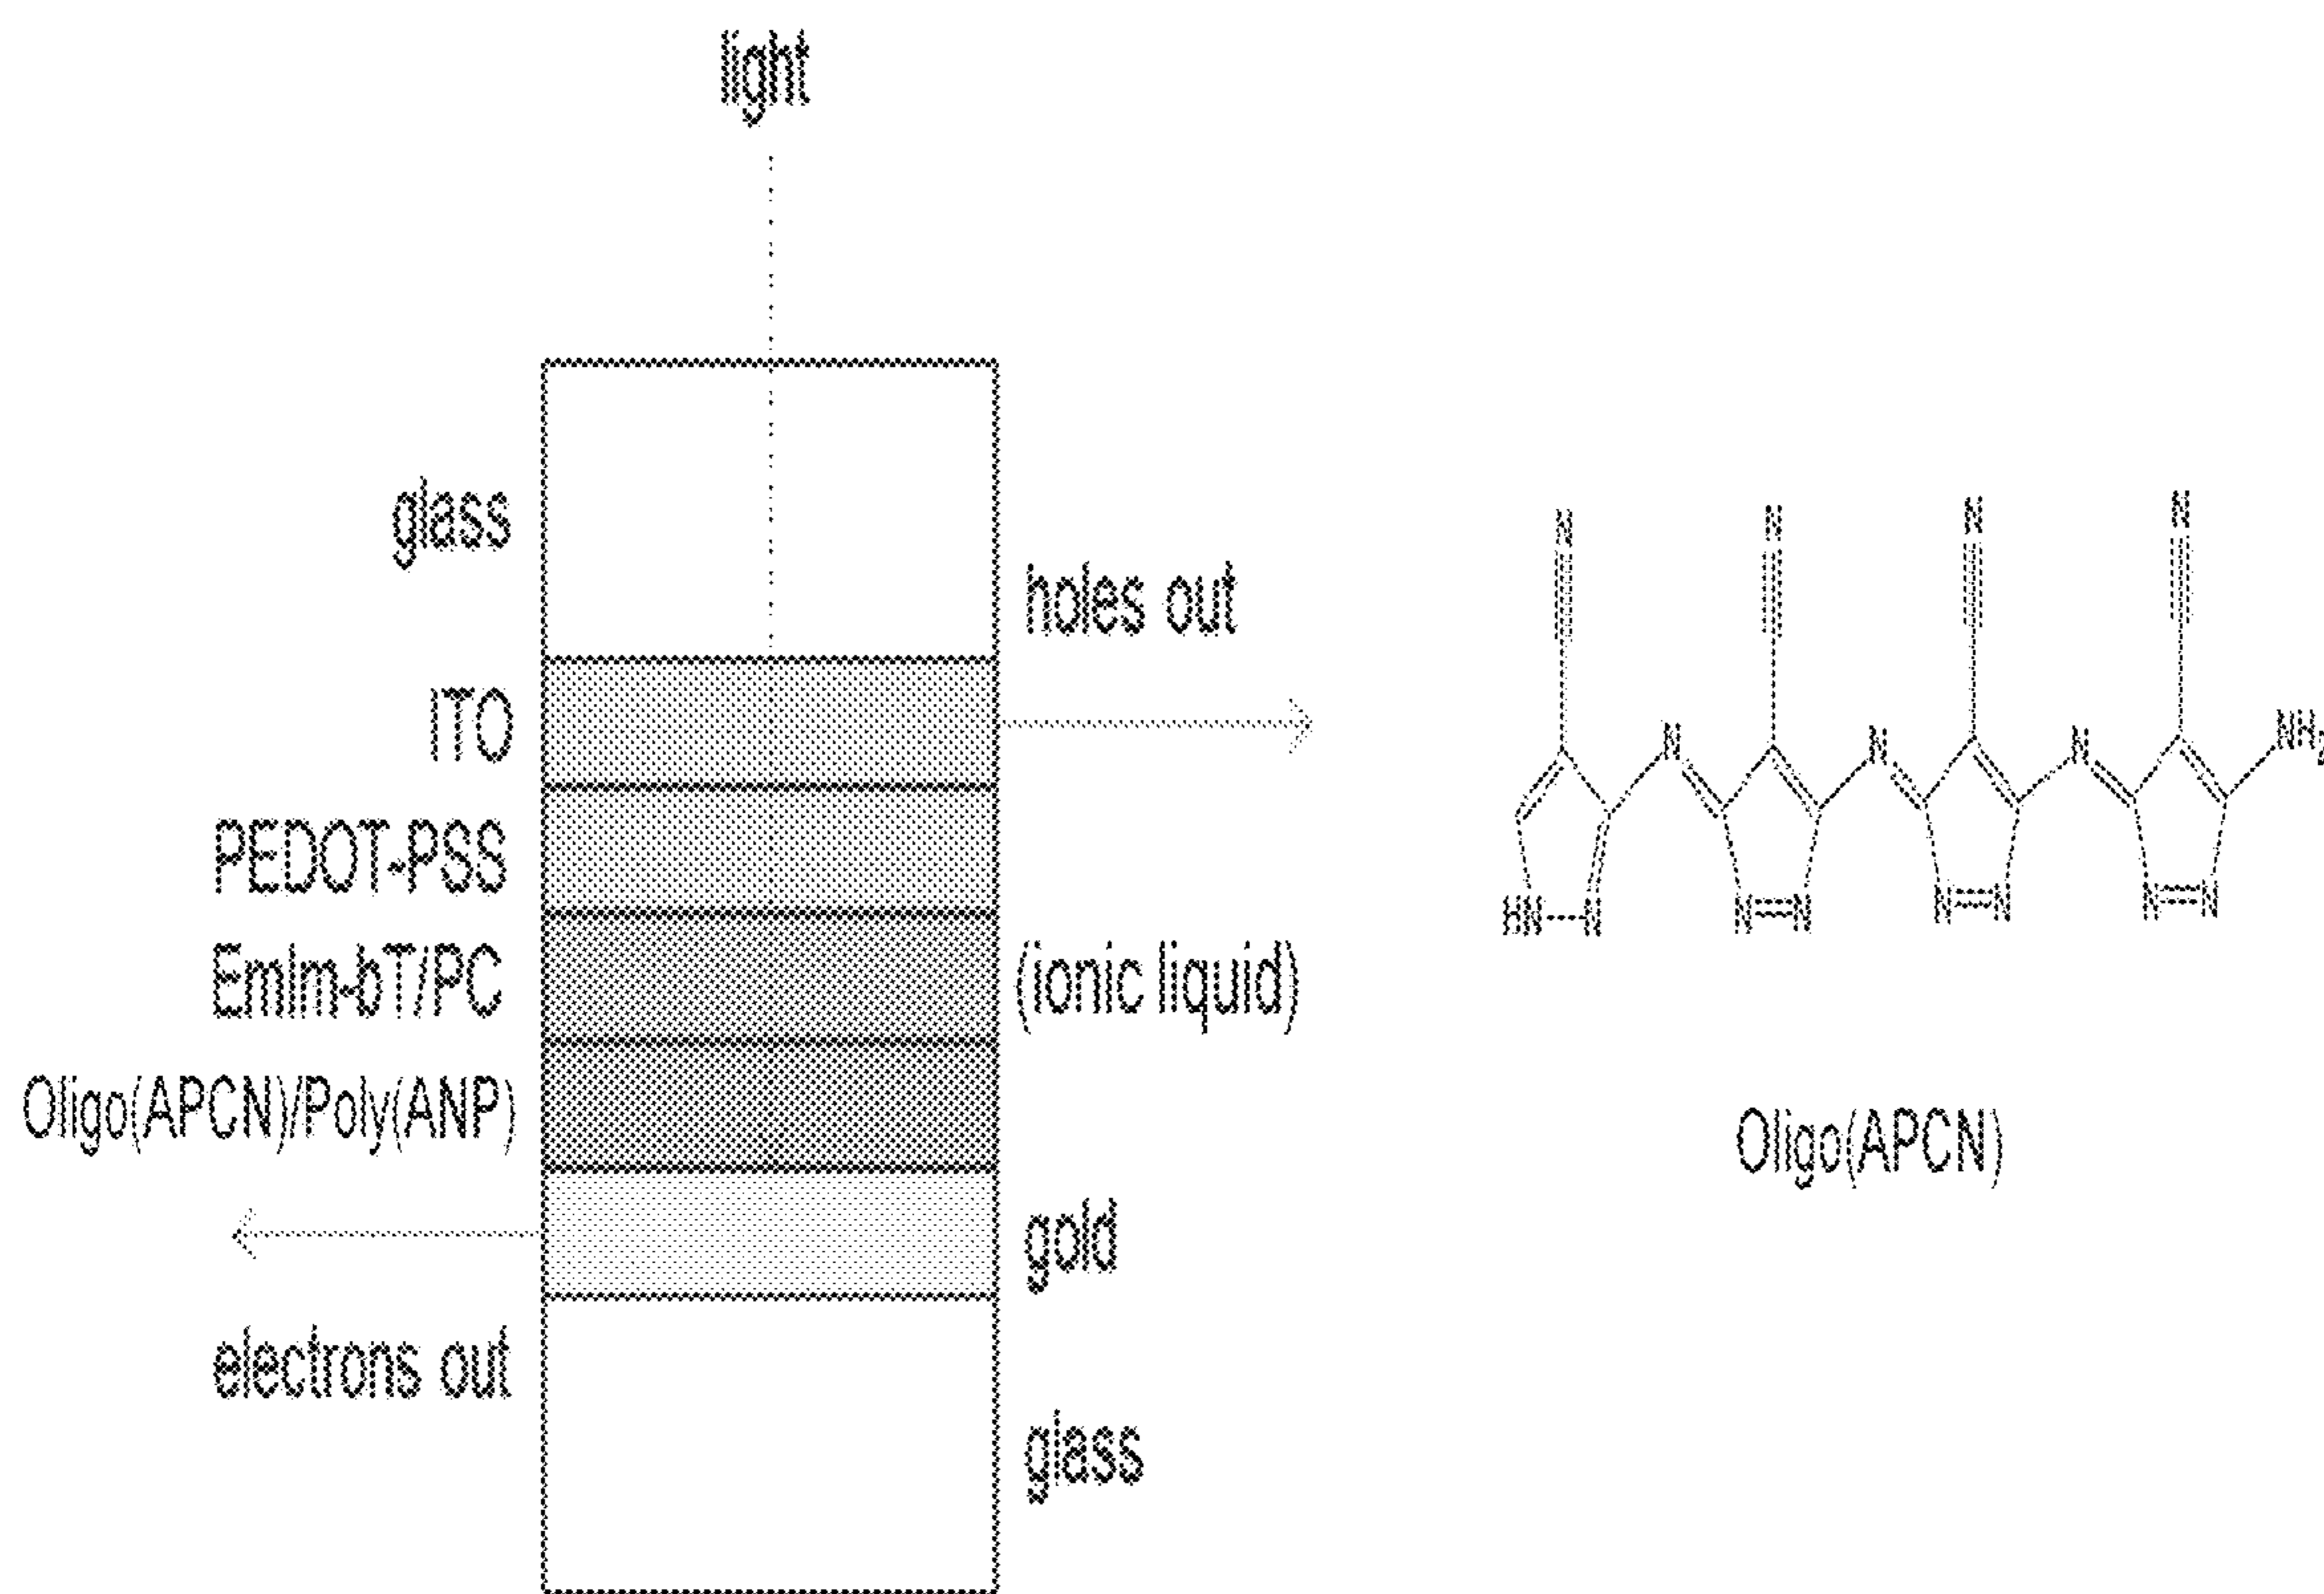 light
glass
holes out
ITO
PEDOT-PSS
EmIm-bT/PC
(ionic liquid)
Oligo(APCN)/Poly(ANP)
gold
electrons out
glass
N
N
N
N
N
N
N
NH2
HN
N
N
N
N
N
N
N
Oligo(APCN)